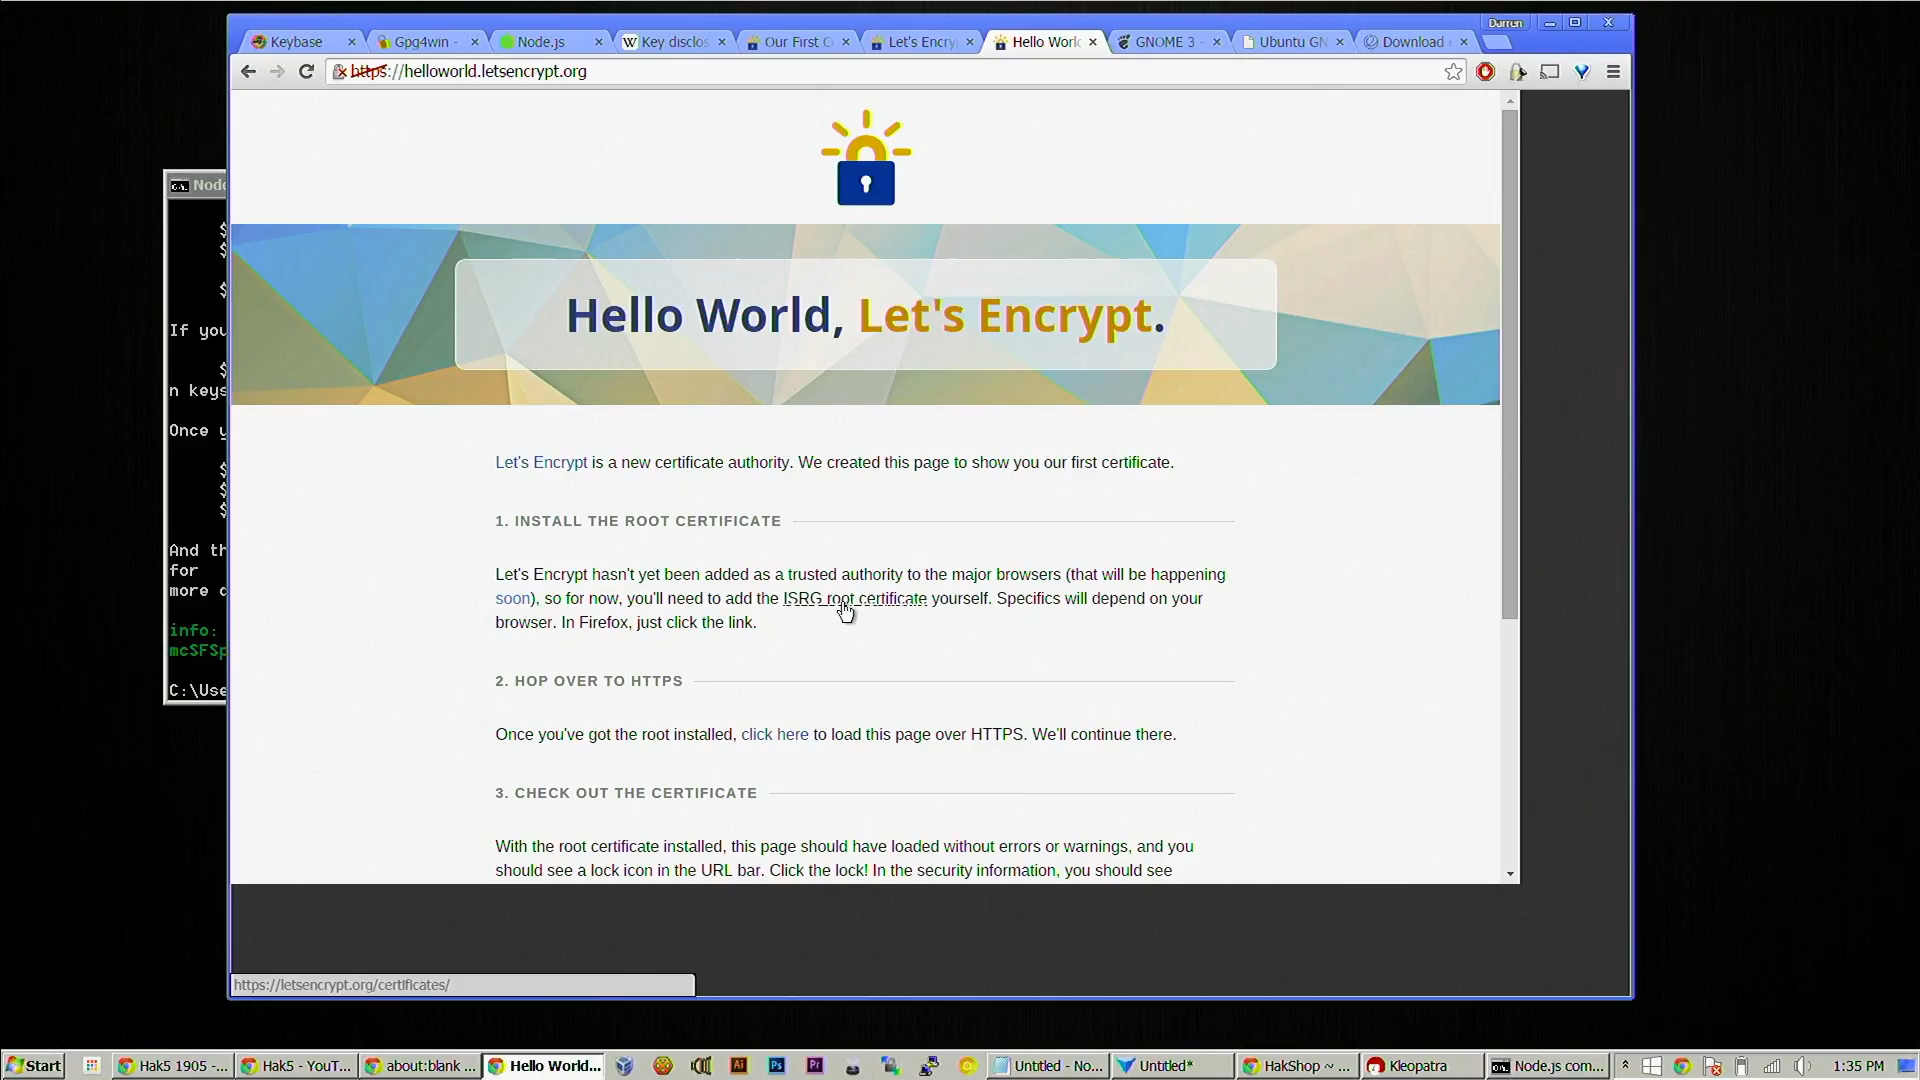 Darren
Keybase
Gpg4win -
Node.js
Key disclos
Our First C
Let's Encry
Hello World
GNOME 3 -
Ubuntu GN
Download
https://helloworld.letsencrypt.org
Hello World, Let's Encrypt.
Let's Encrypt is a new certificate authority. We created this page to show you our first certificate.
1. INSTALL THE ROOT CERTIFICATE
Let's Encrypt hasn't yet been added as a trusted authority to the major browsers (that will be happening
soon), so for now, you'll need to add the ISRG root certificate yourself. Specifics will depend on your
browser. In Firefox, just click the link.
2. HOP OVER TO HTTPS
Once you've got the root installed, click here to load this page over HTTPS. We'll continue there.
3. CHECK OUT THE CERTIFICATE
With the root certificate installed, this page should have loaded without errors or warnings, and you
should see a lock icon in the URL bar. Click the lock! In the security information, you should see
https://letsencrypt.org/certificates/
Node
$
$
$
If you
$
n keys
Once y
$
$
$
And th
for
more d
info:
mcSFSp
C:\Use
Start
Hak5 1905 -...
Hak5 - YouT...
about:blank ...
Hello World...
Ai
Ps
Pr
Untitled - No...
Untitled*
HakShop ~ ...
Kleopatra
Node.js com...
1:35 PM